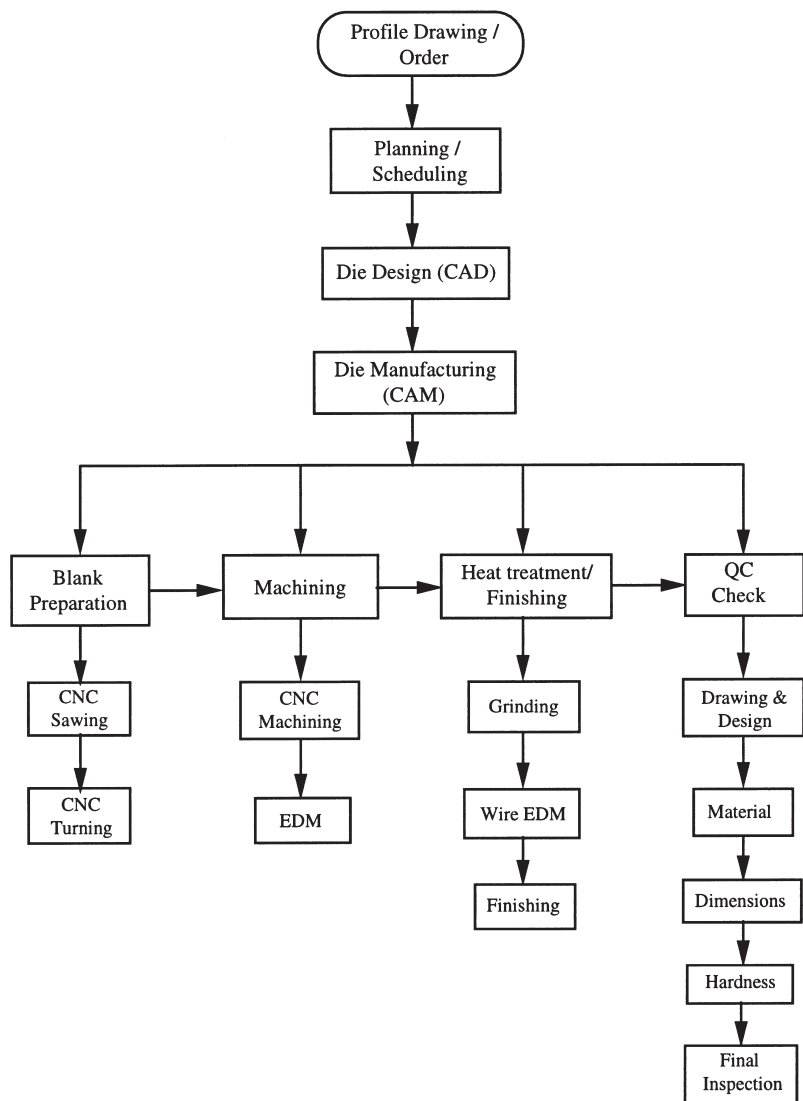 Profile Drawing /
Order
Planning /
Scheduling
Die Design (CAD)
Die Manufacturing
(CAM)
Blank
Preparation
Machining
Heat treatment/
Finishing
QC
Check
CNC
Sawing
CNC
Machining
Grinding
Drawing &
Design
CNC
Turning
EDM
Wire EDM
Material
Finishing
Dimensions
Hardness
Final
Inspection